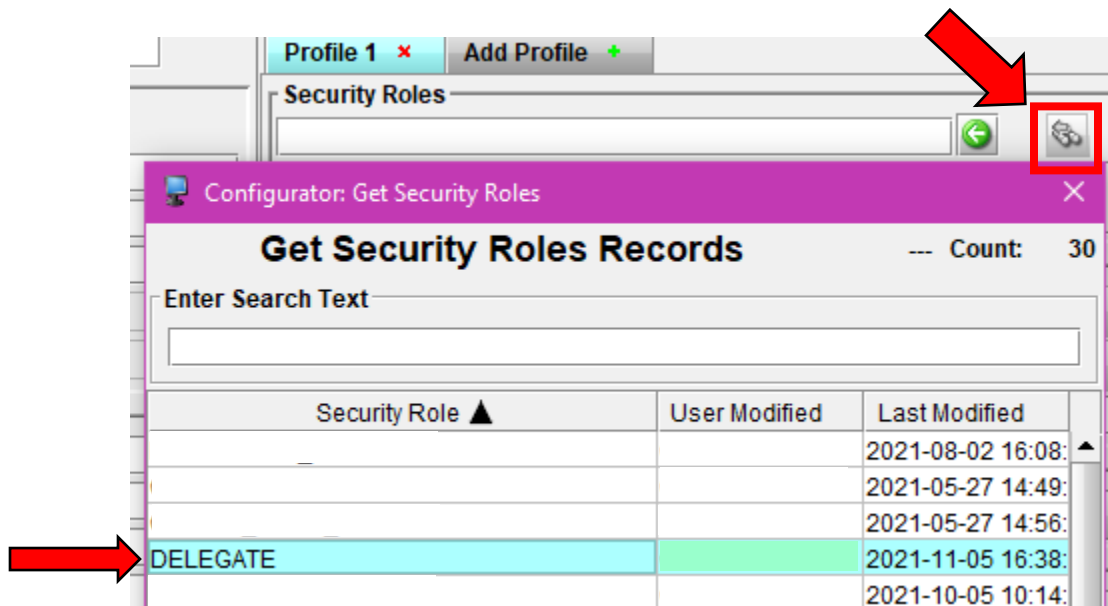 Profile 1 × Add Profile +
Security Roles
Configurator: Get Security Roles ×
Get Security Roles Records --- Count: 30
Enter Search Text
Security Role ▲ User Modified Last Modified
2021-08-02 16:08:
2021-05-27 14:49:
2021-05-27 14:56:
DELEGATE 2021-11-05 16:38:
2021-10-05 10:14: